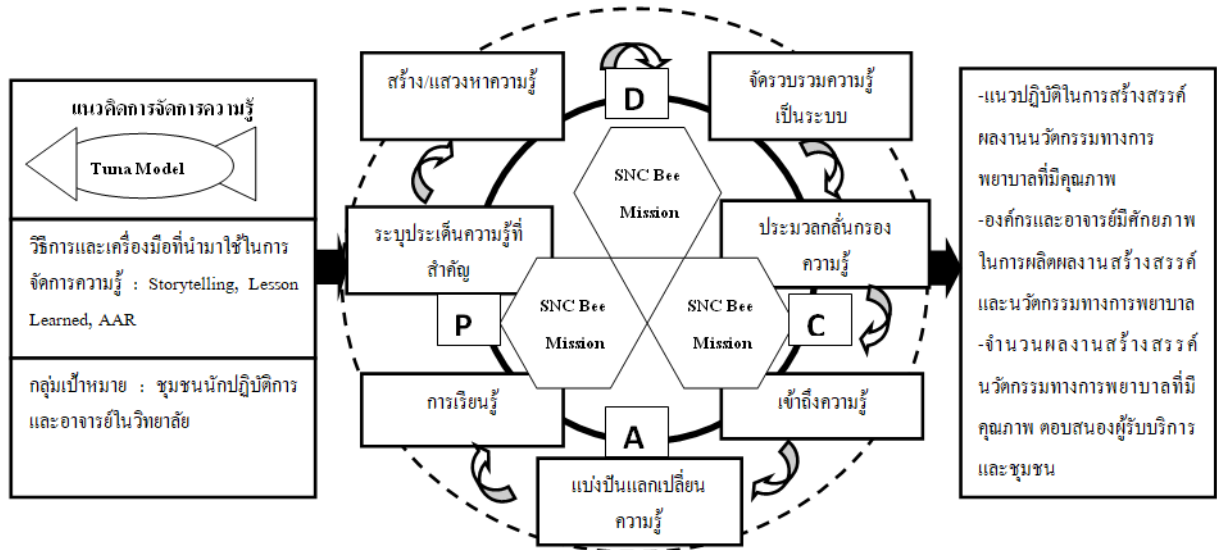 แนวคิดการจัดการความรู้
Tuna Model
วิธีการและเครื่องมือที่นำมาใช้ในการ
จัดการความรู้ : Storytelling, Lesson
Learned, AAR
กลุ่มเป้าหมาย : ชุมชนนักปฏิบัติการ
และอาจารย์ในวิทยาลัย
สร้าง/แสวงหาความรู้
D
จัดรวบรวมความรู้
เป็นระบบ
SNC Bee
Mission
ระบุประเด็นความรู้ที่
สำคัญ
ประมวลกลั่นกรอง
ความรู้
P
SNC Bee
Mission
SNC Bee
Mission
C
การเรียนรู้
A
เข้าถึงความรู้
แบ่งปันแลกเปลี่ยน
ความรู้
-แนวปฏิบัติในการสร้างสรรค์
ผลงานนวัตกรรมทางการ
พยาบาลที่มีคุณภาพ
-องค์กรและอาจารย์มีศักยภาพ
ในการผลิตผลงานสร้างสรรค์
และนวัตกรรมทางการพยาบาล
-จำนวนผลงานสร้างสรรค์
นวัตกรรมทางการพยาบาลที่มี
คุณภาพ ตอบสนองผู้รับบริการ
และชุมชน